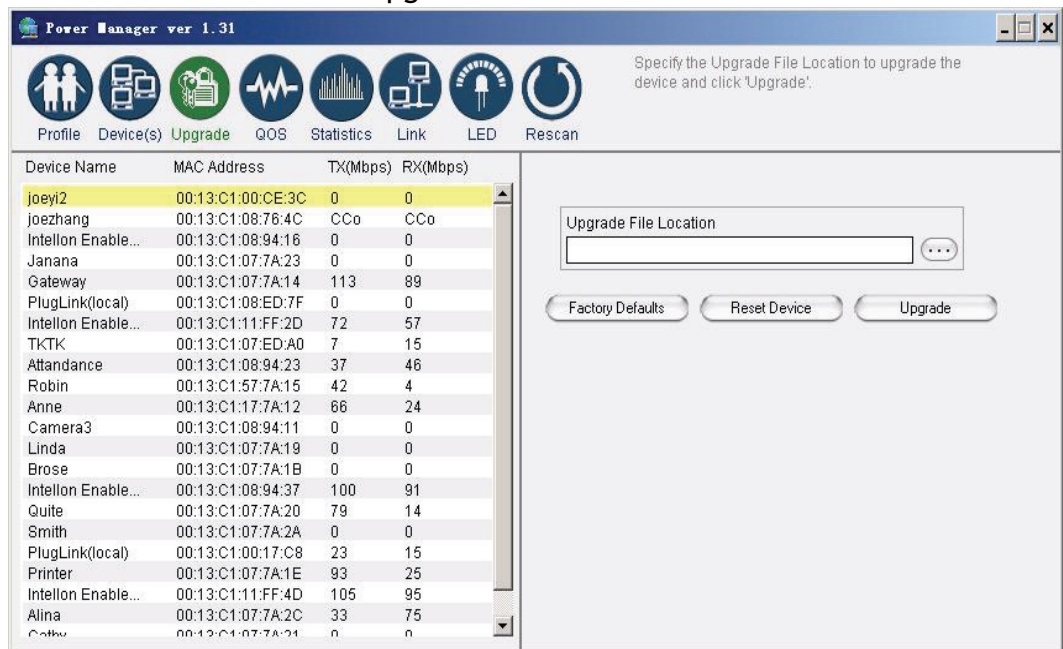 Power Manager ver 1.31
Specify the Upgrade File Location to upgrade the
device and click 'Upgrade'.
Profile Device(s) Upgrade QOS Statistics Link LED Rescan
Device Name MAC Address TX(Mbps) RX(Mbps)
joeyi2 00:13:C1:00:CE:3C 0 0
joezhang 00:13:C1:08:76:4C CCo CCo
Intellon Enable... 00:13:C1:08:94:16 0 0
Janana 00:13:C1:07:7A:23 0 0
Gateway 00:13:C1:07:7A:14 113 89
PlugLink(local) 00:13:C1:08:ED:7F 0 0
Intellon Enable... 00:13:C1:11:FF:2D 72 57
TKTK 00:13:C1:07:ED:A0 7 15
Attandance 00:13:C1:08:94:23 37 46
Robin 00:13:C1:57:7A:15 42 4
Anne 00:13:C1:17:7A:12 66 24
Camera3 00:13:C1:08:94:11 0 0
Linda 00:13:C1:07:7A:19 0 0
Brose 00:13:C1:07:7A:1B 0 0
Intellon Enable... 00:13:C1:08:94:37 100 91
Quite 00:13:C1:07:7A:20 79 14
Smith 00:13:C1:07:7A:2A 0 0
PlugLink(local) 00:13:C1:00:17:C8 23 15
Printer 00:13:C1:07:7A:1E 93 25
Intellon Enable... 00:13:C1:11:FF:4D 105 95
Alina 00:13:C1:07:7A:2C 33 75
Cathy 00:13:C1:07:7A:21 0 0
Upgrade File Location
...
Factory Defaults Reset Device Upgrade